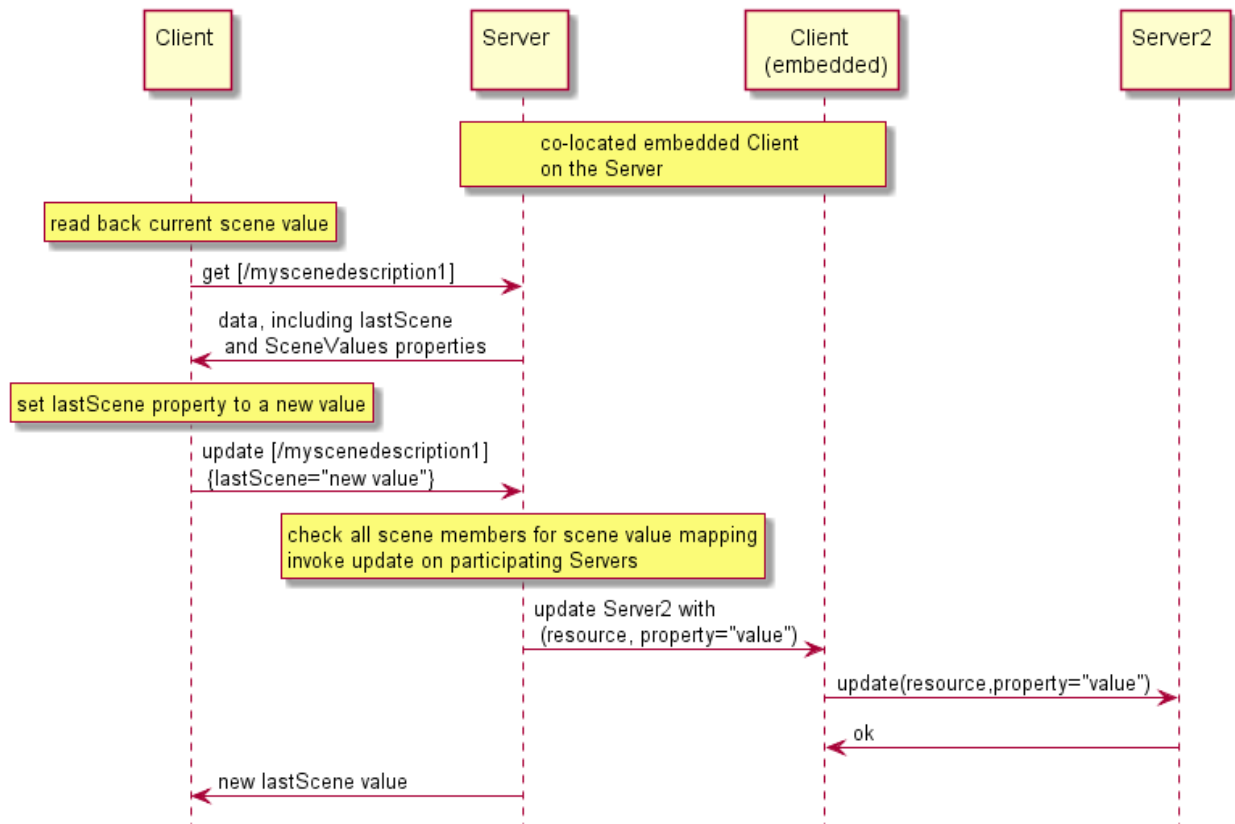 Client
Server
Client
(embedded)
Server2
co-located embedded Client
on the Server
read back current scene value
get [/myscenedescription1]
data, including lastScene
and SceneValues properties
set lastScene property to a new value
update [/myscenedescription1]
{lastScene="new value"}
check all scene members for scene value mapping
invoke update on participating Servers
update Server2 with
(resource, property="value")
update(resource,property="value")
ok
new lastScene value